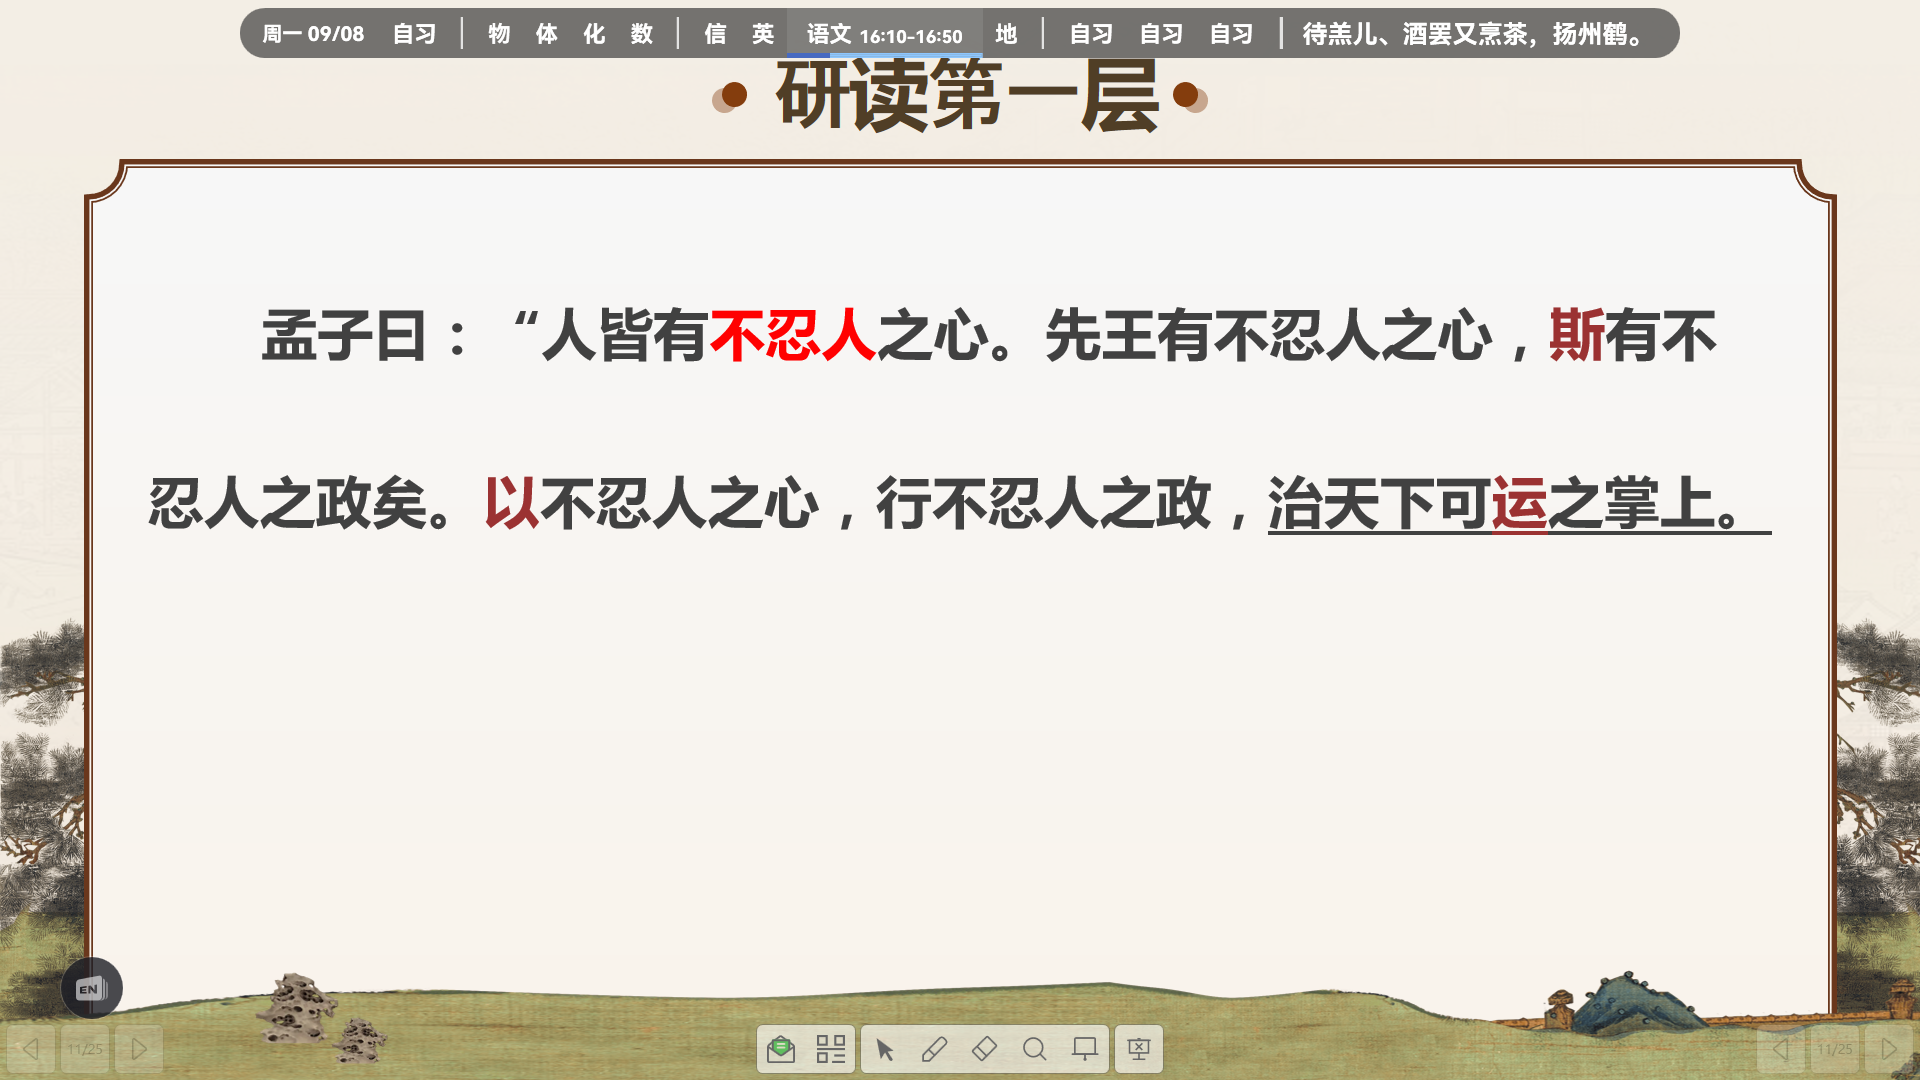 周一 09/08 自习 | 物 体 化 数 | 信 英 语文 16:10-16:50 地 | 自习 自习 自习 | 待羔儿、酒罢又烹茶，扬州鹤。
研读第一层
孟子曰：“人皆有不忍人之心。先王有不忍人之心，斯有不
忍人之政矣。以不忍人之心，行不忍人之政，治天下可运之掌上。
EN
11/25
11/25